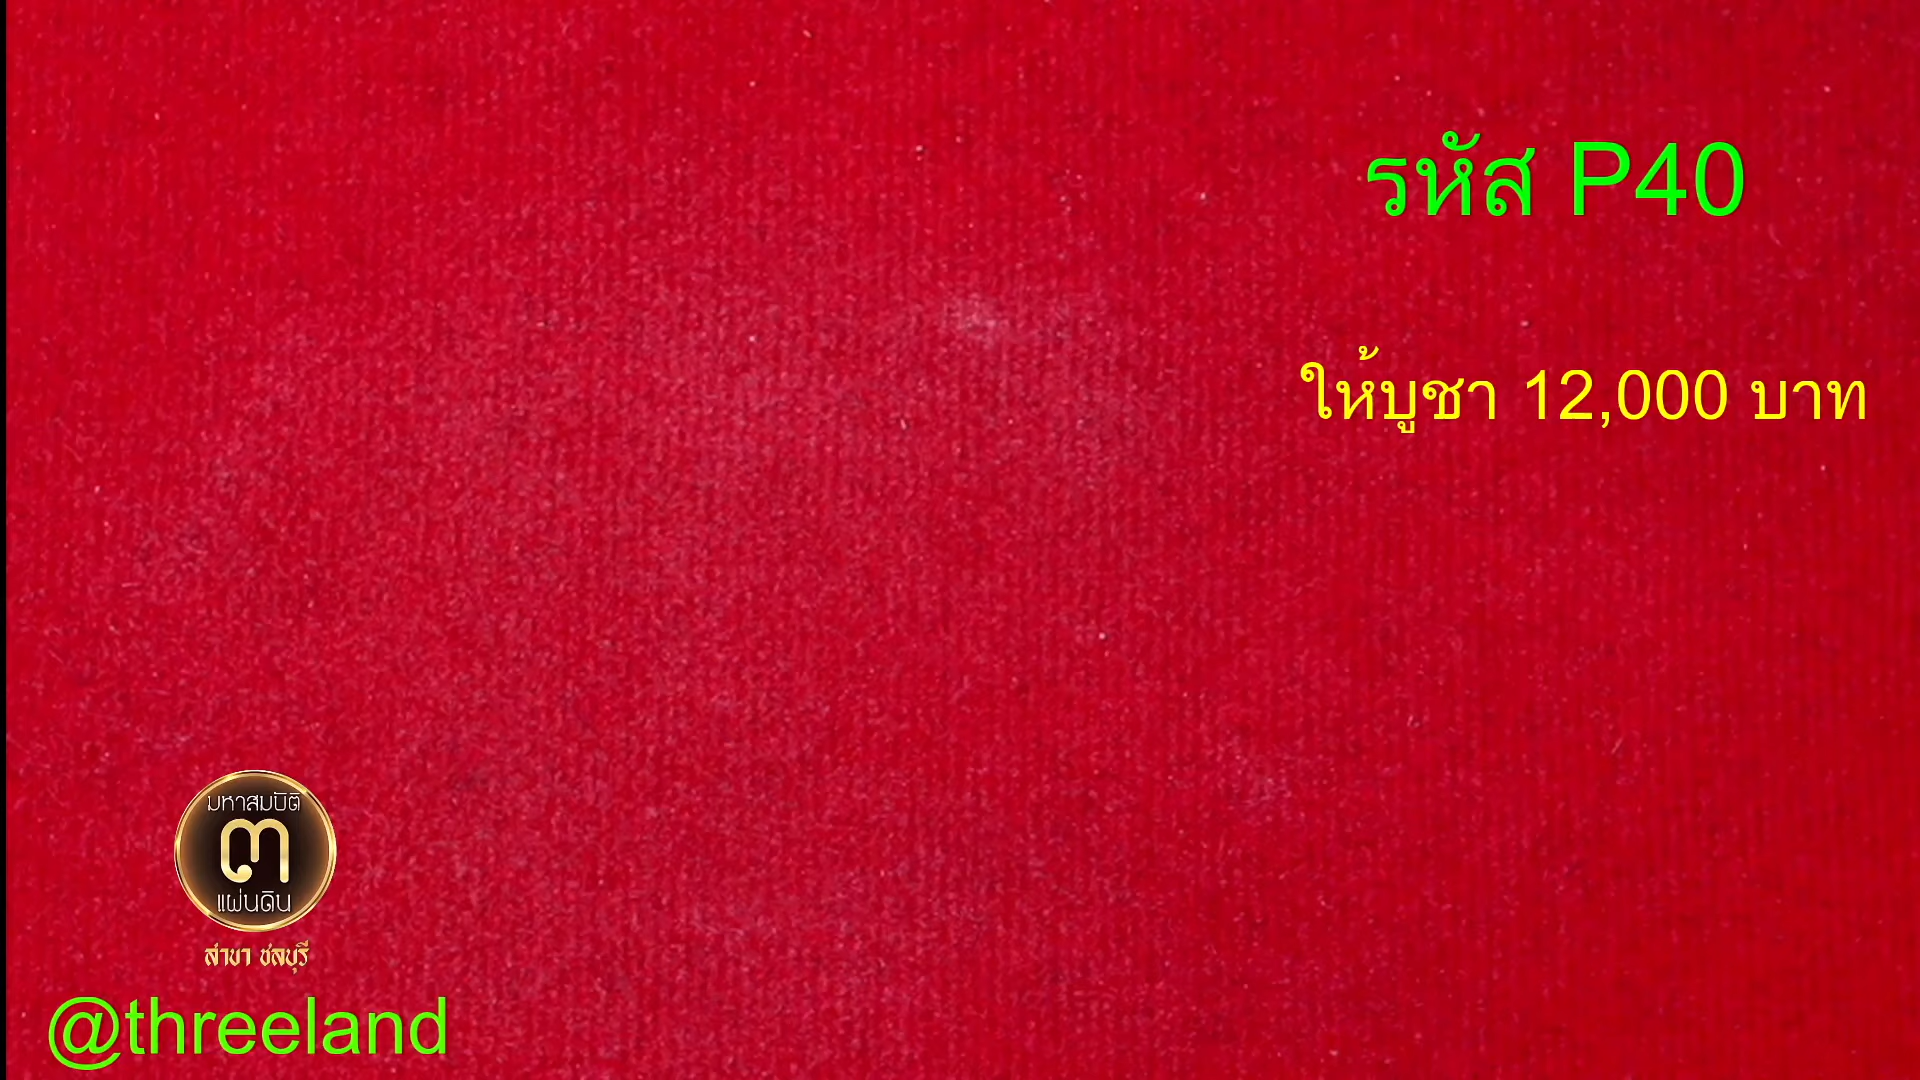 รหัส P40
ให้บูชา 12,000 บาท
มหาสมบัติ
๓
แผ่นดิน
สาขา ชลบุรี
@threeland